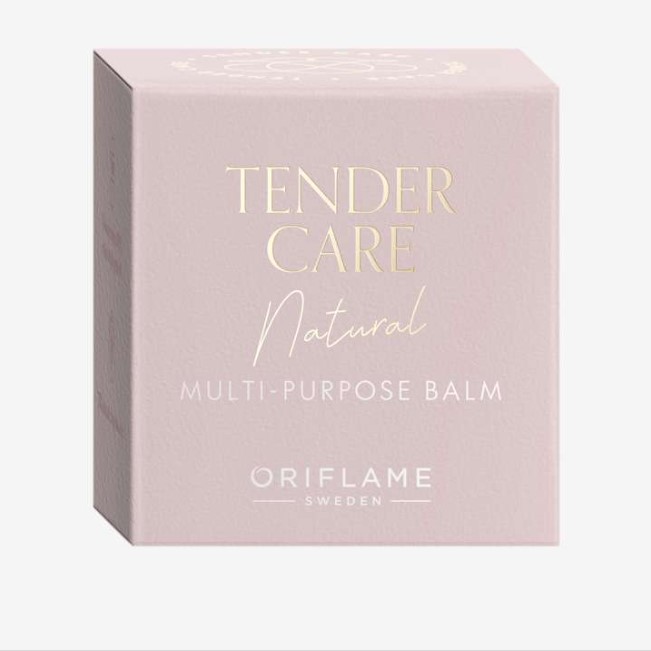 TENDER
CARE
Natural
MULTI-PURPOSE BALM
ORIFLAME
SWEDEN